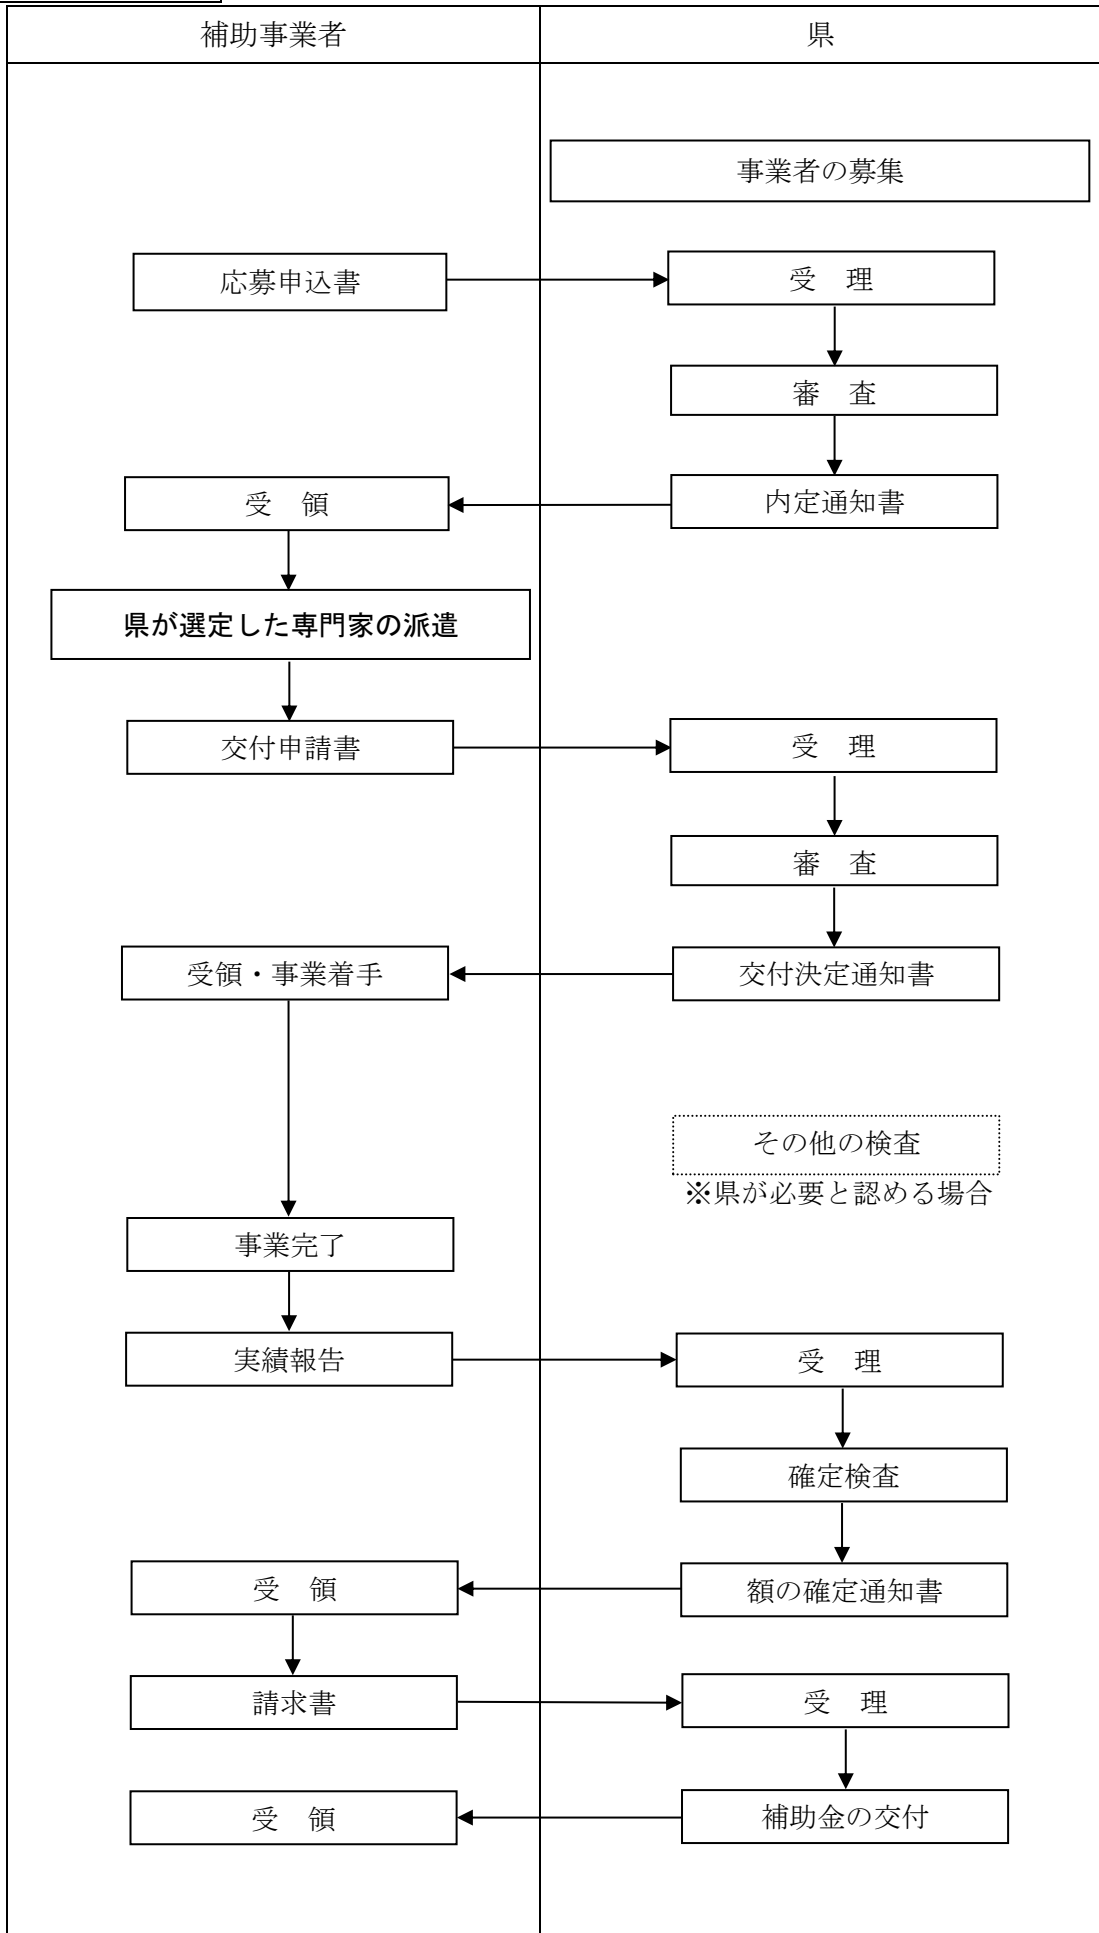 補助事業者
県
事業者の募集
応募申込書
受　理
審　査
内定通知書
受　領
県が選定した専門家の派遣
交付申請書
受　理
審　査
交付決定通知書
受領・事業着手
その他の検査
※県が必要と認める場合
事業完了
実績報告
受　理
確定検査
額の確定通知書
受　領
請求書
受　理
補助金の交付
受　領